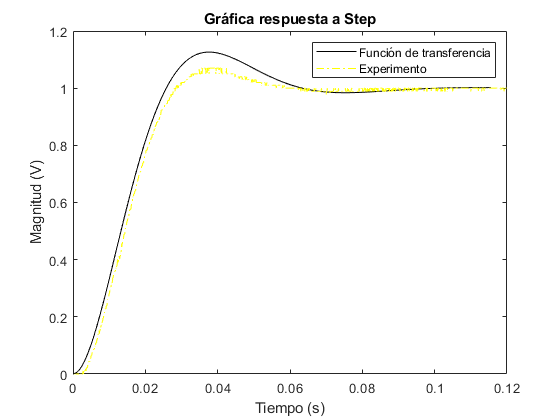 Gráfica respuesta a Step
1.2
Función de transferencia
Experimento
1
0.8
0.6
0.4
0.2
0
Magnitud (V)
0 0.02 0.04 0.06 0.08 0.1 0.12
Tiempo (s)